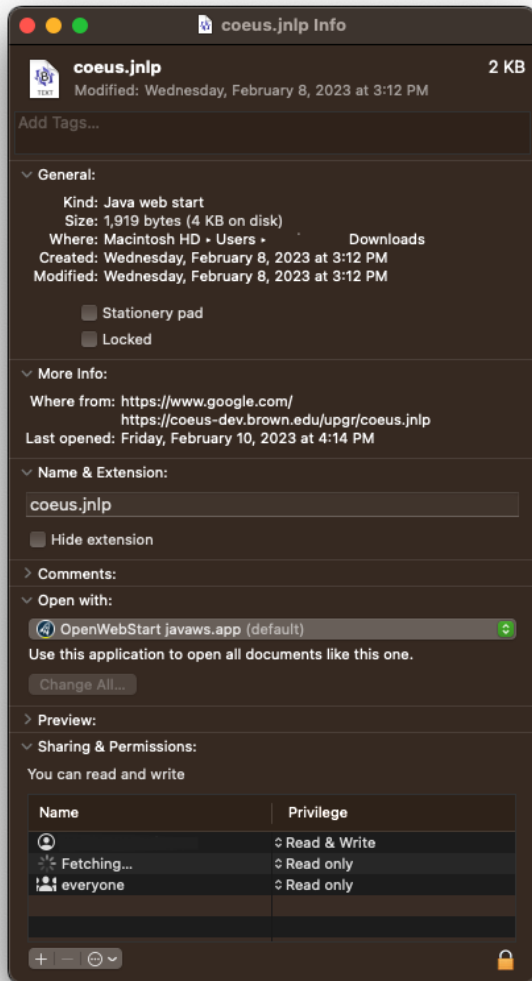 coeus.jnlp Info
coeus.jnlp 2 KB
Modified: Wednesday, February 8, 2023 at 3:12 PM
TEXT
Add Tags...
General:
Kind: Java web start
Size: 1,919 bytes (4 KB on disk)
Where: Macintosh HD ▸ Users ▸ Downloads
Created: Wednesday, February 8, 2023 at 3:12 PM
Modified: Wednesday, February 8, 2023 at 3:12 PM
Stationery pad
Locked
More Info:
Where from: https://www.google.com/
https://coeus-dev.brown.edu/upgr/coeus.jnlp
Last opened: Friday, February 10, 2023 at 4:14 PM
Name & Extension:
coeus.jnlp
Hide extension
Comments:
Open with:
OpenWebStart javaws.app (default)
Use this application to open all documents like this one.
Change All...
Preview:
Sharing & Permissions:
You can read and write
Name Privilege
Read & Write
Fetching... Read only
everyone Read only